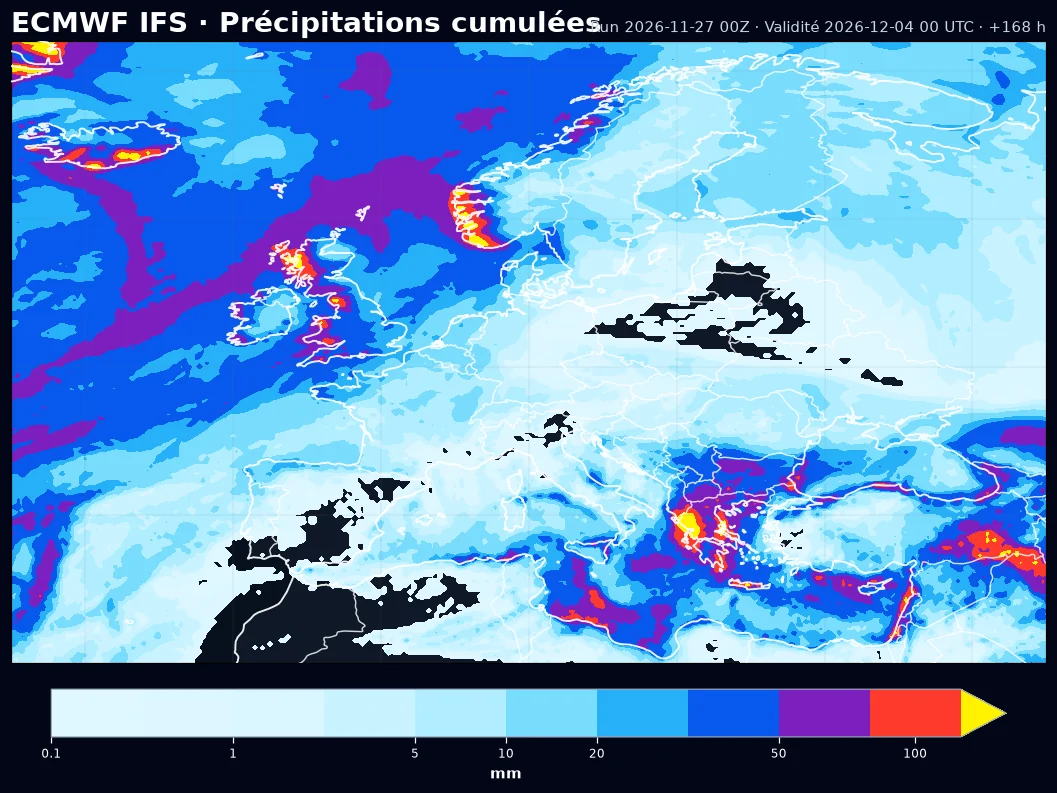 ECMWF IFS · Précipitations cumulées
Run 2026-11-27 00Z · Validité 2026-12-04 00 UTC · +168 h
0.1 1 5 10 20 50 100
mm